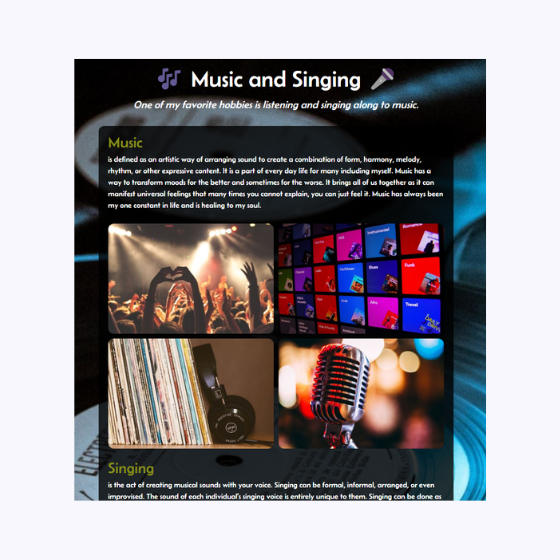 🎶 Music and Singing 🎤
One of my favorite hobbies is listening and singing along to music.
Music
is defined as an artistic way of arranging sound to create a combination of form, harmony, melody,
rhythm, or other expressive content. It is a part of every day life for many including myself. Music has a
way to transform moods for the better and sometimes for the worse. It brings all of us together as it can
manifest universal feelings that many times you cannot explain, you can just feel it. Music has always been
my one constant in life and is healing to my soul.
Instrumental
Romance
Blues
Funk
Afro
Travel
ELECTR
Singing
is the act of creating musical sounds with your voice. Singing can be formal, informal, arranged, or even
improvised. The sound of each individual's singing voice is entirely unique to them. Singing can be done as